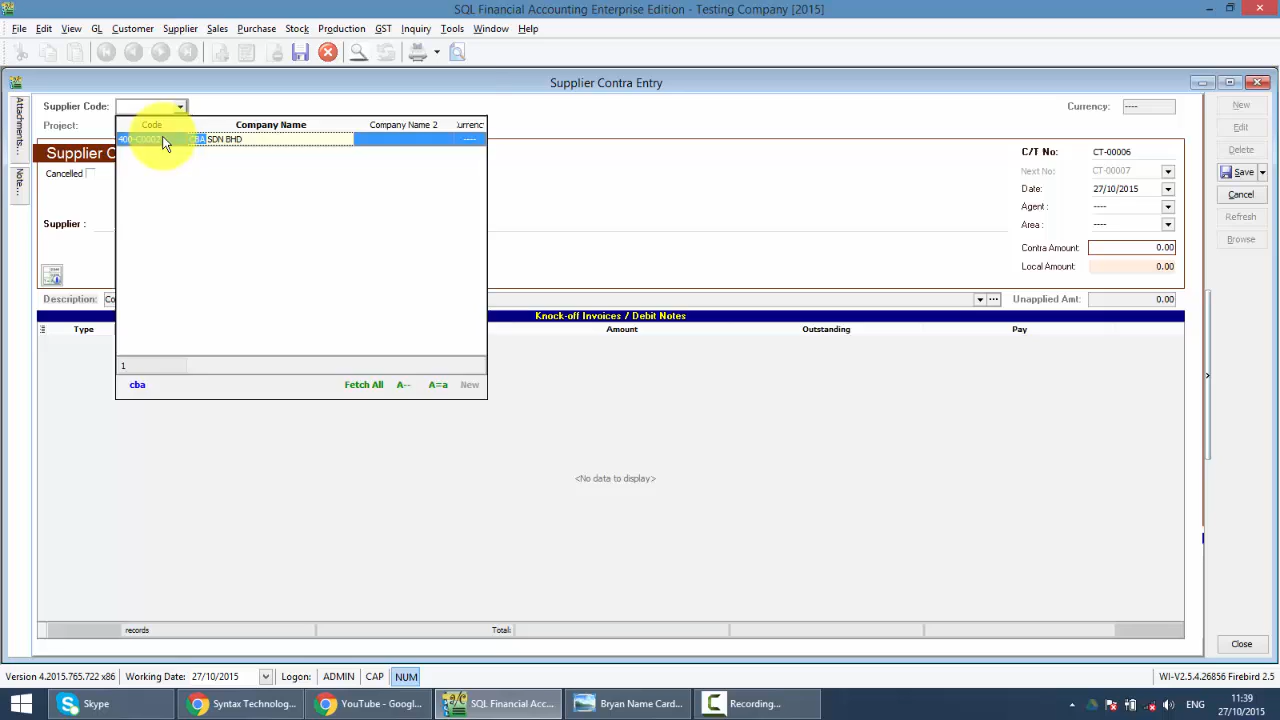 SQL Financial Accounting Enterprise Edition - Testing Company [2015]
File Edit View GL Customer Supplier Sales Purchase Stock Production GST Inquiry Tools Window Help
Supplier Contra Entry
Attachments...
Note...
Supplier Code:
Currency: ----
Project:
Code Company Name Company Name 2
CBA SDN BHD ----
Supplier C
Cancelled
Supplier :
C/T No: CT-00006
Next No: CT-00007
Date: 27/10/2015
Agent : ----
Area : ----
Contra Amount: 0.00
Local Amount: 0.00
New
Edit
Delete
Save
Cancel
Refresh
Browse
Description: Co
Unapplied Amt: 0.00
Knock-off Invoices / Debit Notes
Type Amount Outstanding Pay
1
cba Fetch All A-- A=a New
<No data to display>
records Total:
Close
Version 4.2015.765.722 x86 Working Date: 27/10/2015 Logon: ADMIN CAP NUM WI-V2.5.4.26856 Firebird 2.5
Skype Syntax Technolog... YouTube - Googl... SQL Financial Acc... Bryan Name Card... Recording... ENG 11:39
27/10/2015